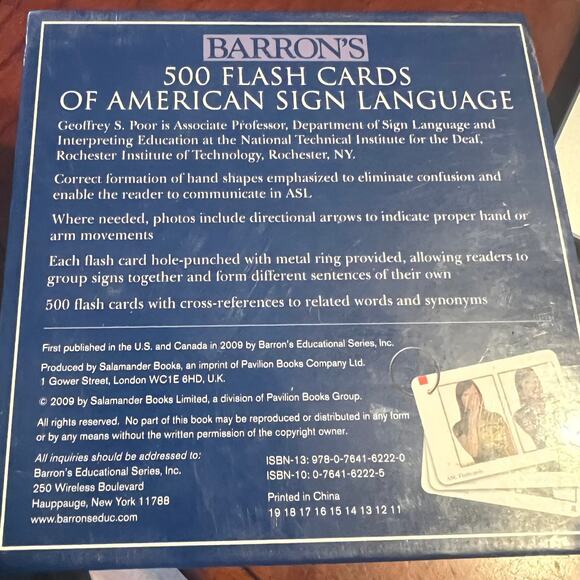 BARRON'S
500 FLASH CARDS
OF AMERICAN SIGN LANGUAGE
Geoffrey S. Poor is Associate Professor, Department of Sign Language and
Interpreting Education at the National Technical Institute for the Deaf,
Rochester Institute of Technology, Rochester, NY.
Correct formation of hand shapes emphasized to eliminate confusion and
enable the reader to communicate in ASL
Where needed, photos include directional arrows to indicate proper hand or
arm movements
Each flash card hole-punched with metal ring provided, allowing readers to
group signs together and form different sentences of their own
500 flash cards with cross-references to related words and synonyms
First published in the U.S. and Canada in 2009 by Barron's Educational Series, Inc.
Produced by Salamander Books, an imprint of Pavilion Books Company Ltd.
1 Gower Street, London WC1E 6HD, U.K.
© 2009 by Salamander Books Limited, a division of Pavilion Books Group.
All rights reserved. No part of this book may be reproduced or distributed in any form
or by any means without the written permission of the copyright owner.
All inquiries should be addressed to:
Barron's Educational Series, Inc.
250 Wireless Boulevard
Hauppauge, New York 11788
www.barronseduc.com
ISBN-13: 978-0-7641-6222-0
ISBN-10: 0-7641-6222-5
Printed in China
19 18 17 16 15 14 13 12 11
ASL Flashcards